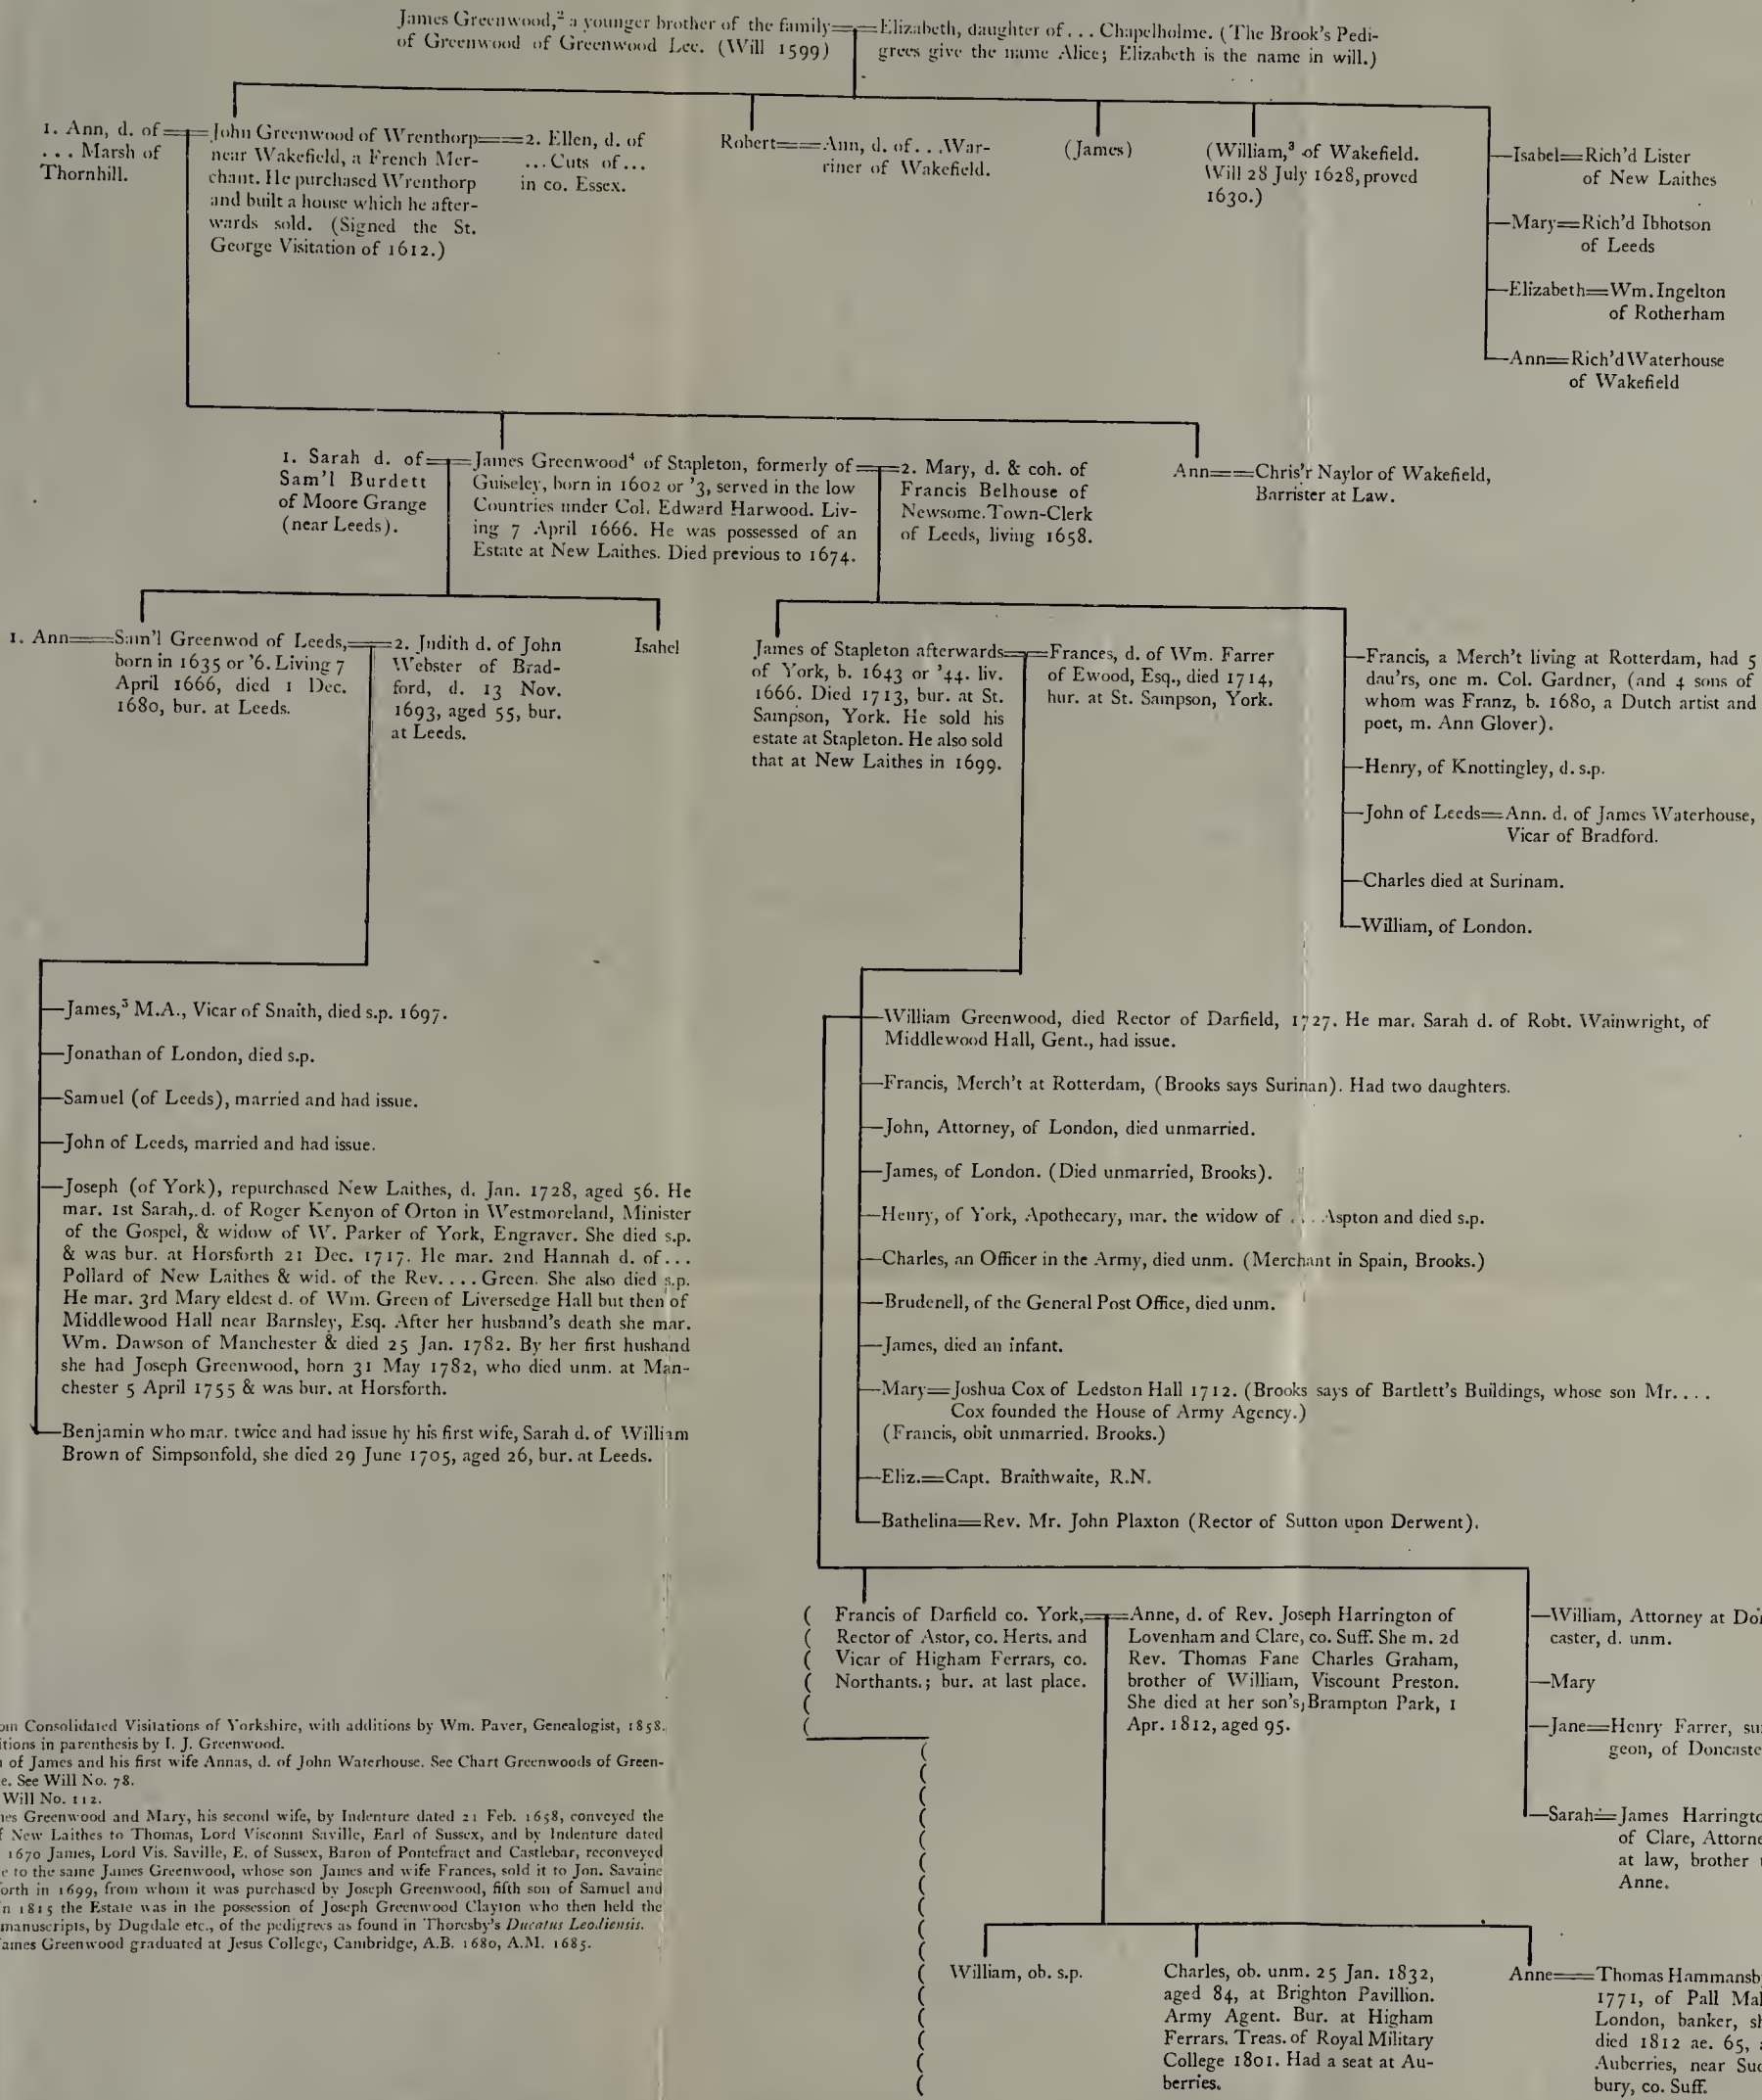 James Greenwood,² a younger brother of the family
of Greenwood of Greenwood Lee. (Will 1599)
Elizabeth, daughter of... Chapelholme. (The Brook's Pedi-
grees give the name Alice; Elizabeth is the name in will.)
1. Ann, d. of
... Marsh of
Thornhill.
John Greenwood of Wrenthorp
near Wakefield, a French Mer-
chant. He purchased Wrenthorp
and built a house which he after-
wards sold. (Signed the St.
George Visitation of 1612.)
2. Ellen, d. of
...Cuts of...
in co. Essex.
Robert
Ann, d. of...War-
riner of Wakefield.
(James)
(William,³ of Wakefield.
Will 28 July 1628, proved
1630.)
Isabel=Rich'd Lister
of New Laithes
Mary=Rich'd Ibhotson
of Leeds
Elizabeth=Wm. Ingelton
of Rotherham
Ann=Rich'd Waterhouse
of Wakefield
1. Sarah d. of
Sam'l Burdett
of Moore Grange
(near Leeds).
James Greenwood⁴ of Stapleton, formerly of
Guiseley, born in 1602 or '3, served in the low
Countries under Col. Edward Harwood. Liv-
ing 7 April 1666. He was possessed of an
Estate at New Laithes. Died previous to 1674.
2. Mary, d. & coh. of
Francis Belhouse of
Newsome. Town-Clerk
of Leeds, living 1658.
Ann=Chris'r Naylor of Wakefield,
Barrister at Law.
1. Ann=Sam'l Greenwod of Leeds,
born in 1635 or '6. Living 7
April 1666, died 1 Dec.
1680, bur. at Leeds.
2. Judith d. of John
Webster of Brad-
ford, d. 13 Nov.
1693, aged 55, bur.
at Leeds.
Isahel
James of Stapleton afterwards
of York, b. 1643 or '44. liv.
1666. Died 1713, bur. at St.
Sampson, York. He sold his
estate at Stapleton. He also sold
that at New Laithes in 1699.
Frances, d. of Wm. Farrer
of Ewood, Esq., died 1714,
hur. at St. Sampson, York.
Francis, a Merch't living at Rotterdam, had 5
dau'rs, one m. Col. Gardner, (and 4 sons of
whom was Franz, b. 1680, a Dutch artist and
poet, m. Ann Glover).
Henry, of Knottingley, d. s.p.
John of Leeds=Ann. d. of James Waterhouse,
Vicar of Bradford.
Charles died at Surinam.
William, of London.
James,⁵ M.A., Vicar of Snaith, died s.p. 1697.
Jonathan of London, died s.p.
Samuel (of Leeds), married and had issue.
John of Leeds, married and had issue.
Joseph (of York), repurchased New Laithes, d. Jan. 1728, aged 56. He
mar. 1st Sarah, d. of Roger Kenyon of Orton in Westmoreland, Minister
of the Gospel, & widow of W. Parker of York, Engraver. She died s.p.
& was bur. at Horsforth 21 Dec. 1717. He mar. 2nd Hannah d. of...
Pollard of New Laithes & wid. of the Rev.... Green. She also died s.p.
He mar. 3rd Mary eldest d. of Wm. Green of Liversedge Hall but then of
Middlewood Hall near Barnsley, Esq. After her husband's death she mar.
Wm. Dawson of Manchester & died 25 Jan. 1782. By her first husband
she had Joseph Greenwood, born 31 May 1782, who died unm. at Man-
chester 5 April 1755 & was bur. at Horsforth.
Benjamin who mar. twice and had issue hy his first wife, Sarah d. of William
Brown of Simpsonfold, she died 29 June 1705, aged 26, bur. at Leeds.
William Greenwood, died Rector of Darfield, 1727. He mar. Sarah d. of Robt. Wainwright, of
Middlewood Hall, Gent., had issue.
Francis, Merch't at Rotterdam, (Brooks says Surinan). Had two daughters.
John, Attorney, of London, died unmarried.
James, of London. (Died unmarried, Brooks).
Henry, of York, Apothecary, mar. the widow of ... Aspton and died s.p.
Charles, an Officer in the Army, died unm. (Merchant in Spain, Brooks.)
Brudenell, of the General Post Office, died unm.
James, died an infant.
Mary=Joshua Cox of Ledston Hall 1712. (Brooks says of Bartlett's Buildings, whose son Mr....
Cox founded the House of Army Agency.)
(Francis, obit unmarried. Brooks.)
Eliz.=Capt. Braithwaite, R.N.
Bathelina=Rev. Mr. John Plaxton (Rector of Sutton upon Derwent).
Francis of Darfield co. York,
Rector of Astor, co. Herts. and
Vicar of Higham Ferrars, co.
Northants.; bur. at last place.
Anne, d. of Rev. Joseph Harrington of
Lovenham and Clare, co. Suff. She m. 2d
Rev. Thomas Fane Charles Graham,
brother of William, Viscount Preston.
She died at her son's, Brampton Park, 1
Apr. 1812, aged 95.
William, Attorney at Don
caster, d. unm.
Mary
Jane=Henry Farrer, sur
geon, of Doncaste
Sarah=James Harringto
of Clare, Attorne
at law, brother
Anne.
om Consolidated Visitations of Yorkshire, with additions by Wm. Paver, Genealogist, 1858.
itions in parenthesis by I. J. Greenwood.
of James and his first wife Annas, d. of John Waterhouse. See Chart Greenwoods of Green-
e. See Will No. 78.
Will No. 112.
nes Greenwood and Mary, his second wife, by Indenture dated 21 Feb. 1658, conveyed the
f New Laithes to Thomas, Lord Viscount Saville, Earl of Sussex, and by Indenture dated
1670 James, Lord Vis. Saville, E. of Sussex, Baron of Pontefract and Castlebar, reconveyed
e to the same James Greenwood, whose son James and wife Frances, sold it to Jon. Savaine
orth in 1699, from whom it was purchased by Joseph Greenwood, fifth son of Samuel and
n 1815 the Estate was in the possession of Joseph Greenwood Clayton who then held the
manuscripts, by Dugdale etc., of the pedigrees as found in Thoresby's Ducatus Leodiensis.
ames Greenwood graduated at Jesus College, Cambridge, A.B. 1680, A.M. 1685.
William, ob. s.p.
Charles, ob. unm. 25 Jan. 1832,
aged 84, at Brighton Pavillion.
Army Agent. Bur. at Higham
Ferrars. Treas. of Royal Military
College 1801. Had a seat at Au-
berries.
Anne=Thomas Hammansb
1771, of Pall Mal
London, banker, sh
died 1812 ae. 65, a
Auberries, near Sud
bury, co. Suff.